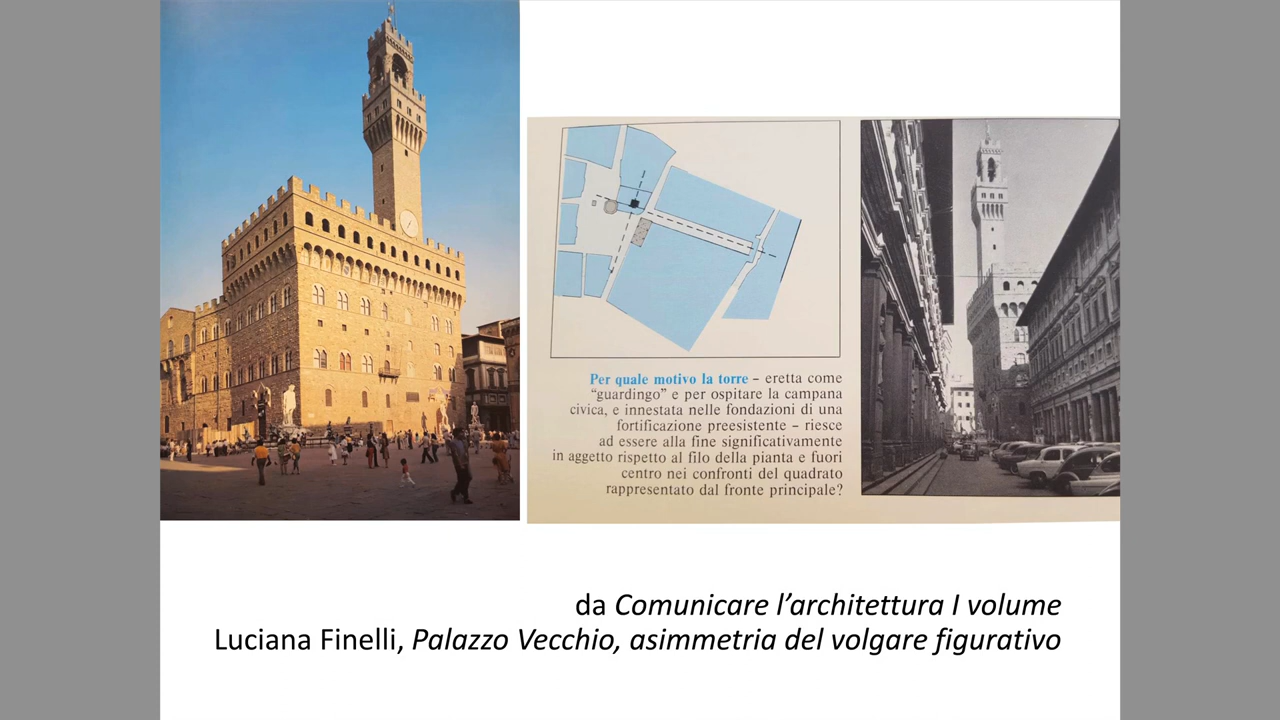 Per quale motivo la torre – eretta come
“guardingo” e per ospitare la campana
civica, e innestata nelle fondazioni di una
fortificazione preesistente – riesce
ad essere alla fine significativamente
in aggetto rispetto al filo della pianta e fuori
centro nei confronti del quadrato
rappresentato dal fronte principale?
da Comunicare l’architettura I volume
Luciana Finelli, Palazzo Vecchio, asimmetria del volgare figurativo